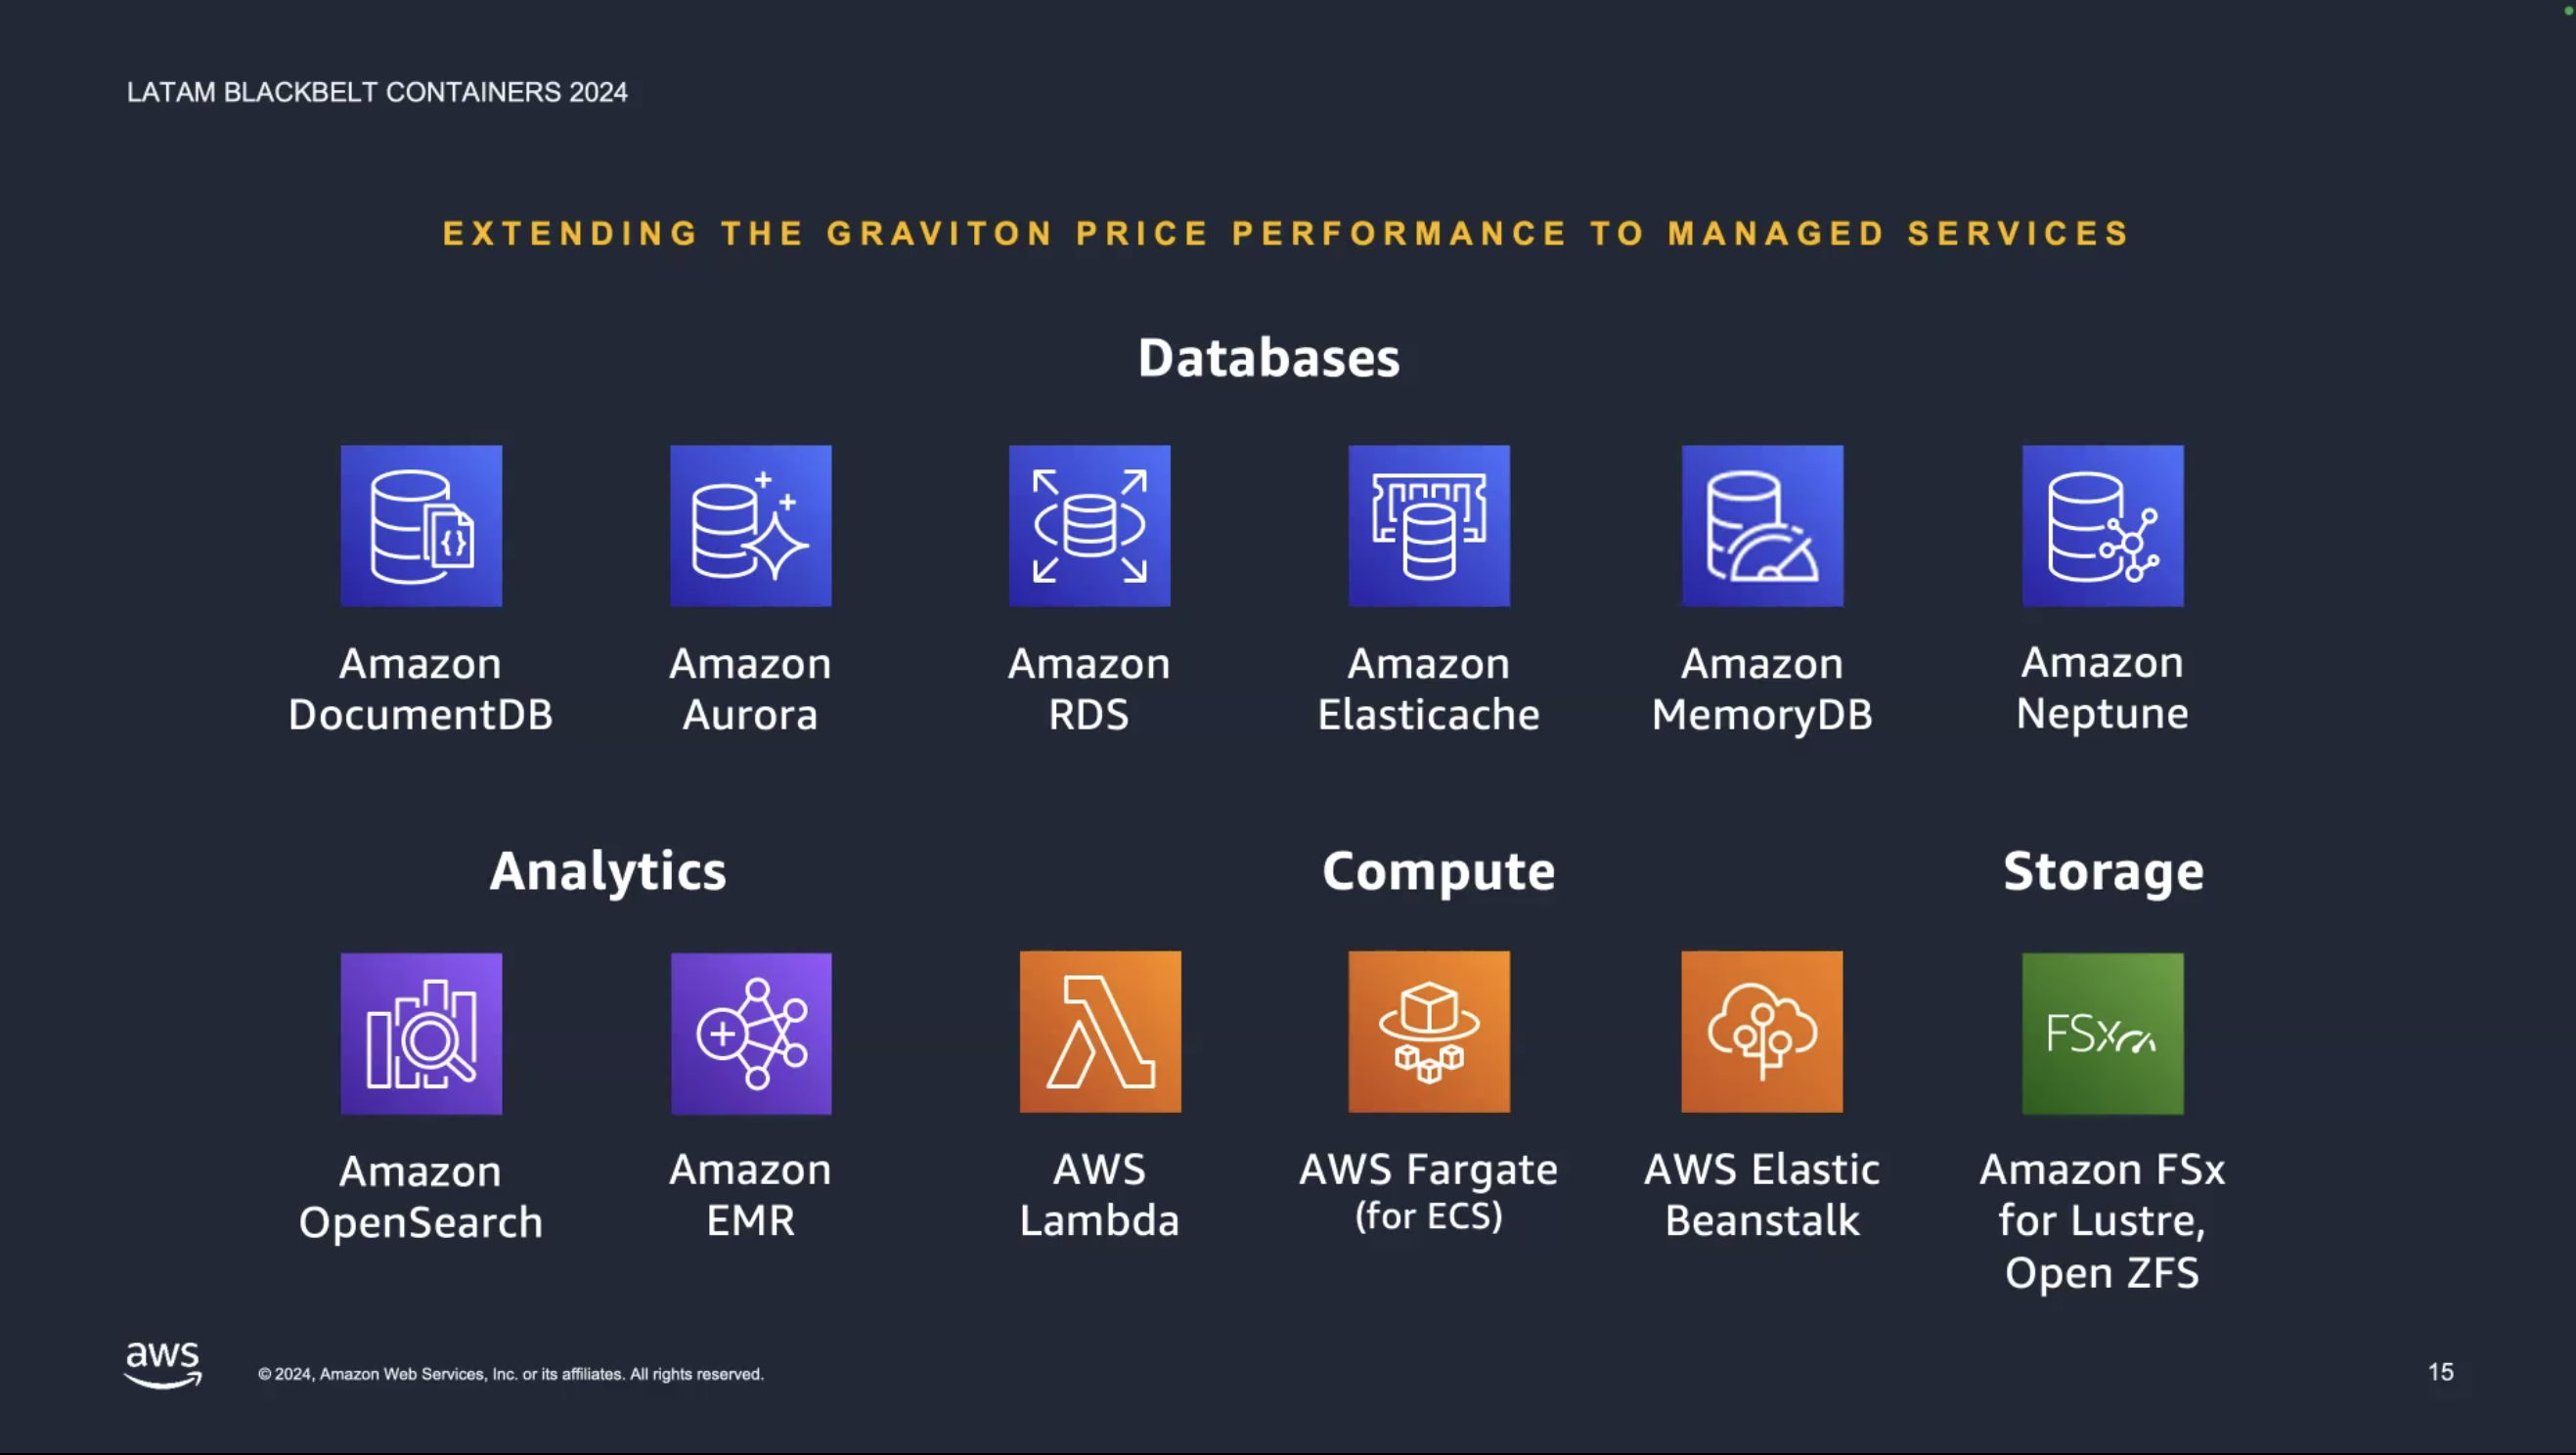 LATAM BLACKBELT CONTAINERS 2024
EXTENDING THE GRAVITON PRICE PERFORMANCE TO MANAGED SERVICES
Databases
{}
Amazon
DocumentDB
Amazon
Aurora
Amazon
RDS
Amazon
Elasticache
Amazon
MemoryDB
Amazon
Neptune
Analytics
Amazon
OpenSearch
Amazon
EMR
Compute
AWS
Lambda
AWS Fargate
(for ECS)
AWS Elastic
Beanstalk
Storage
FSx
Amazon FSx
for Lustre,
Open ZFS
aws
© 2024, Amazon Web Services, Inc. or its affiliates. All rights reserved.
15